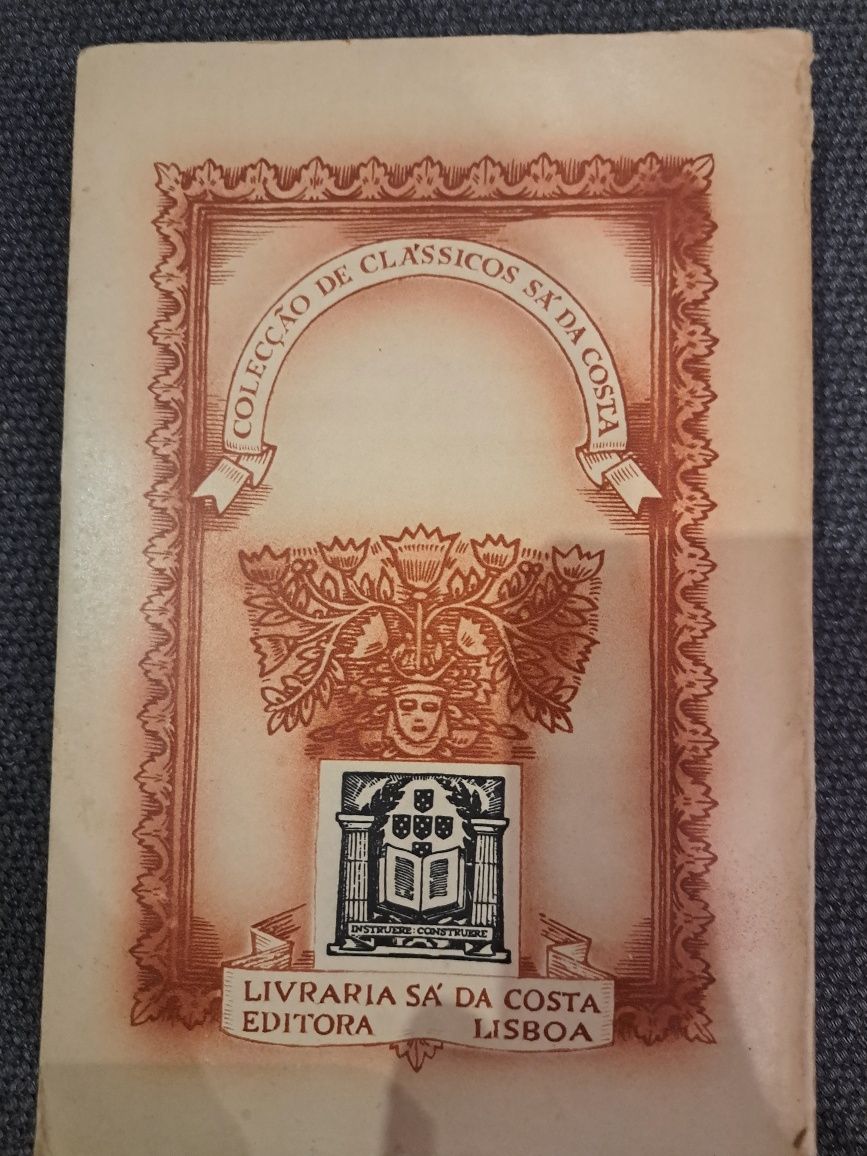 COLECÇÃO DE CLÁSSICOS SÁ DA COSTA
INSTRUERE: CONSTRUERE
LIVRARIA SÁ DA COSTA
EDITORA LISBOA